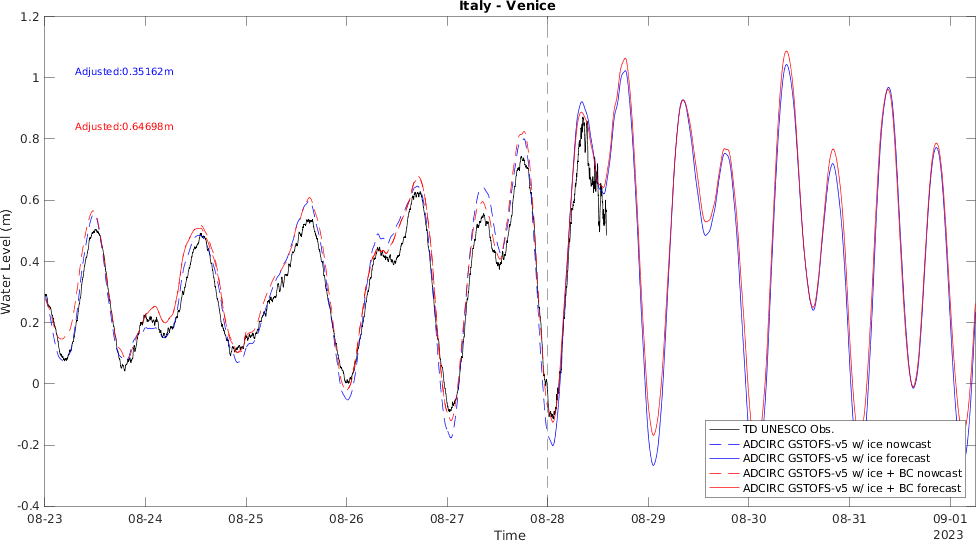 Italy - Venice
Adjusted:0.35162m
Adjusted:0.64698m
Water Level (m)
1.2
1
0.8
0.6
0.4
0.2
0
-0.2
-0.4
TD UNESCO Obs.
ADCIRC GSTOFS-v5 w/ ice nowcast
ADCIRC GSTOFS-v5 w/ ice forecast
ADCIRC GSTOFS-v5 w/ ice + BC nowcast
ADCIRC GSTOFS-v5 w/ ice + BC forecast
08-23 08-24 08-25 08-26 08-27 08-28 08-29 08-30 08-31 09-01
Time
2023